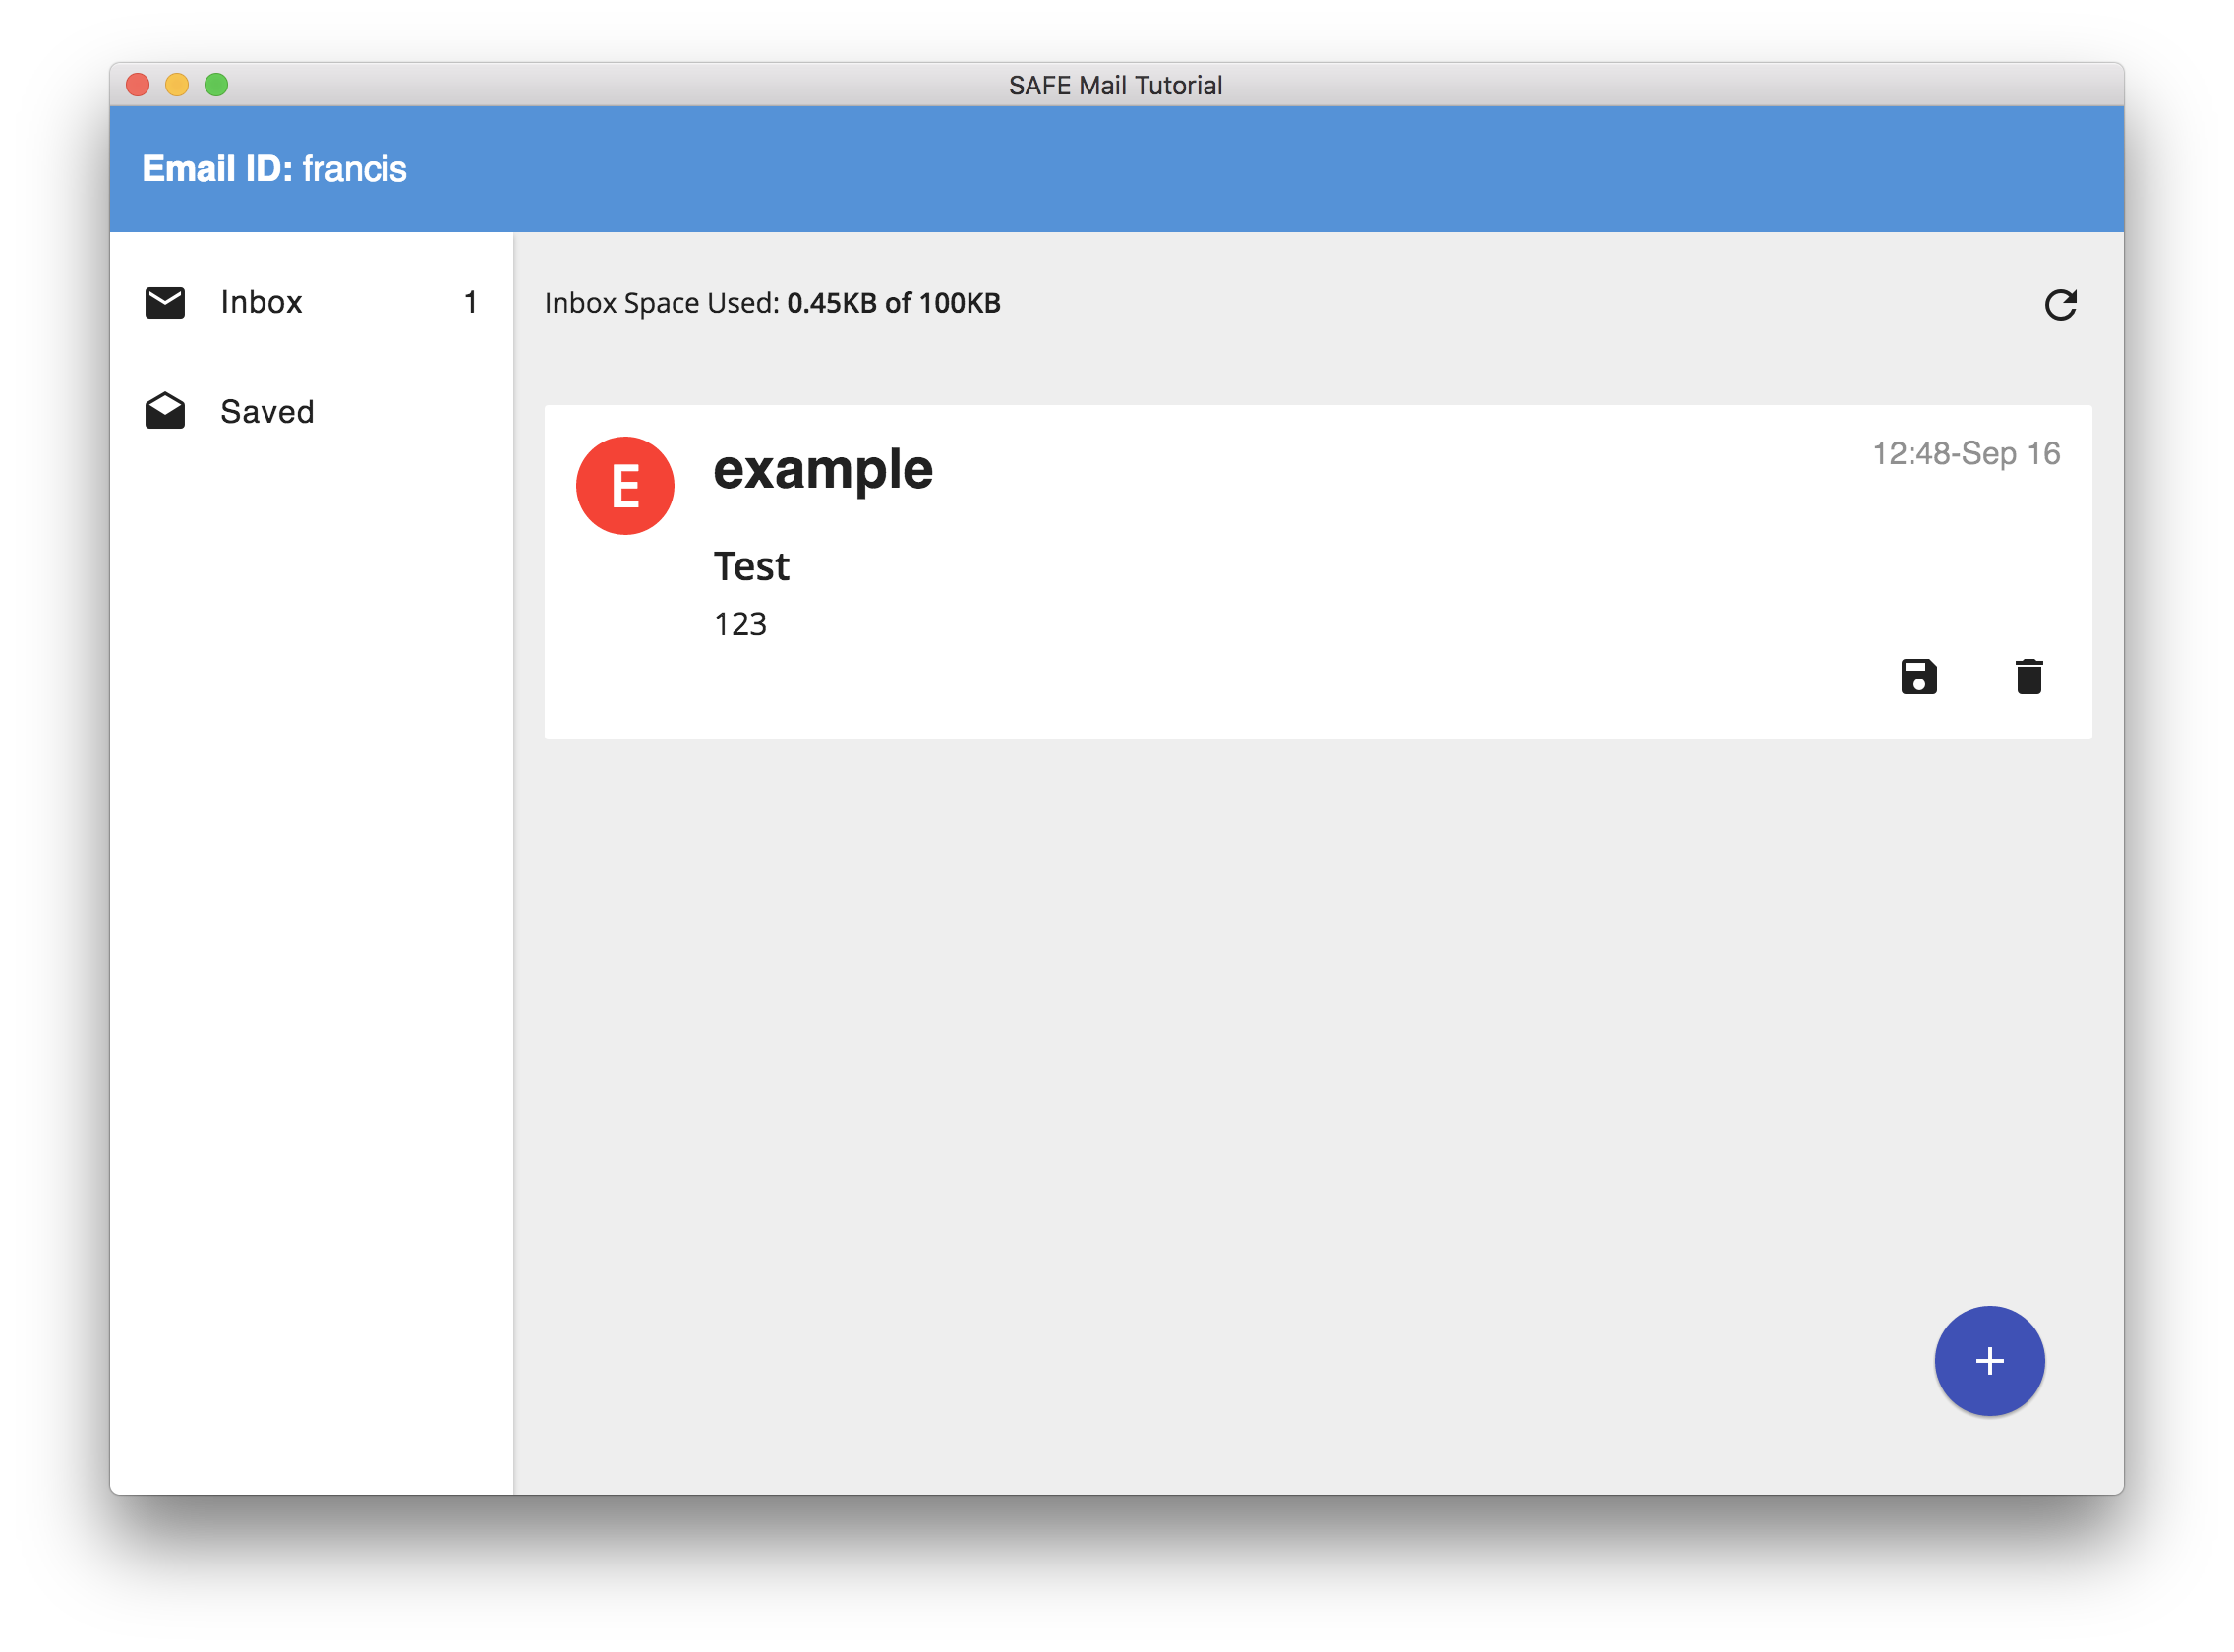 SAFE Mail Tutorial
Email ID: francis
Inbox 1
Saved
Inbox Space Used: 0.45KB of 100KB
E
example
12:48-Sep 16
Test
123